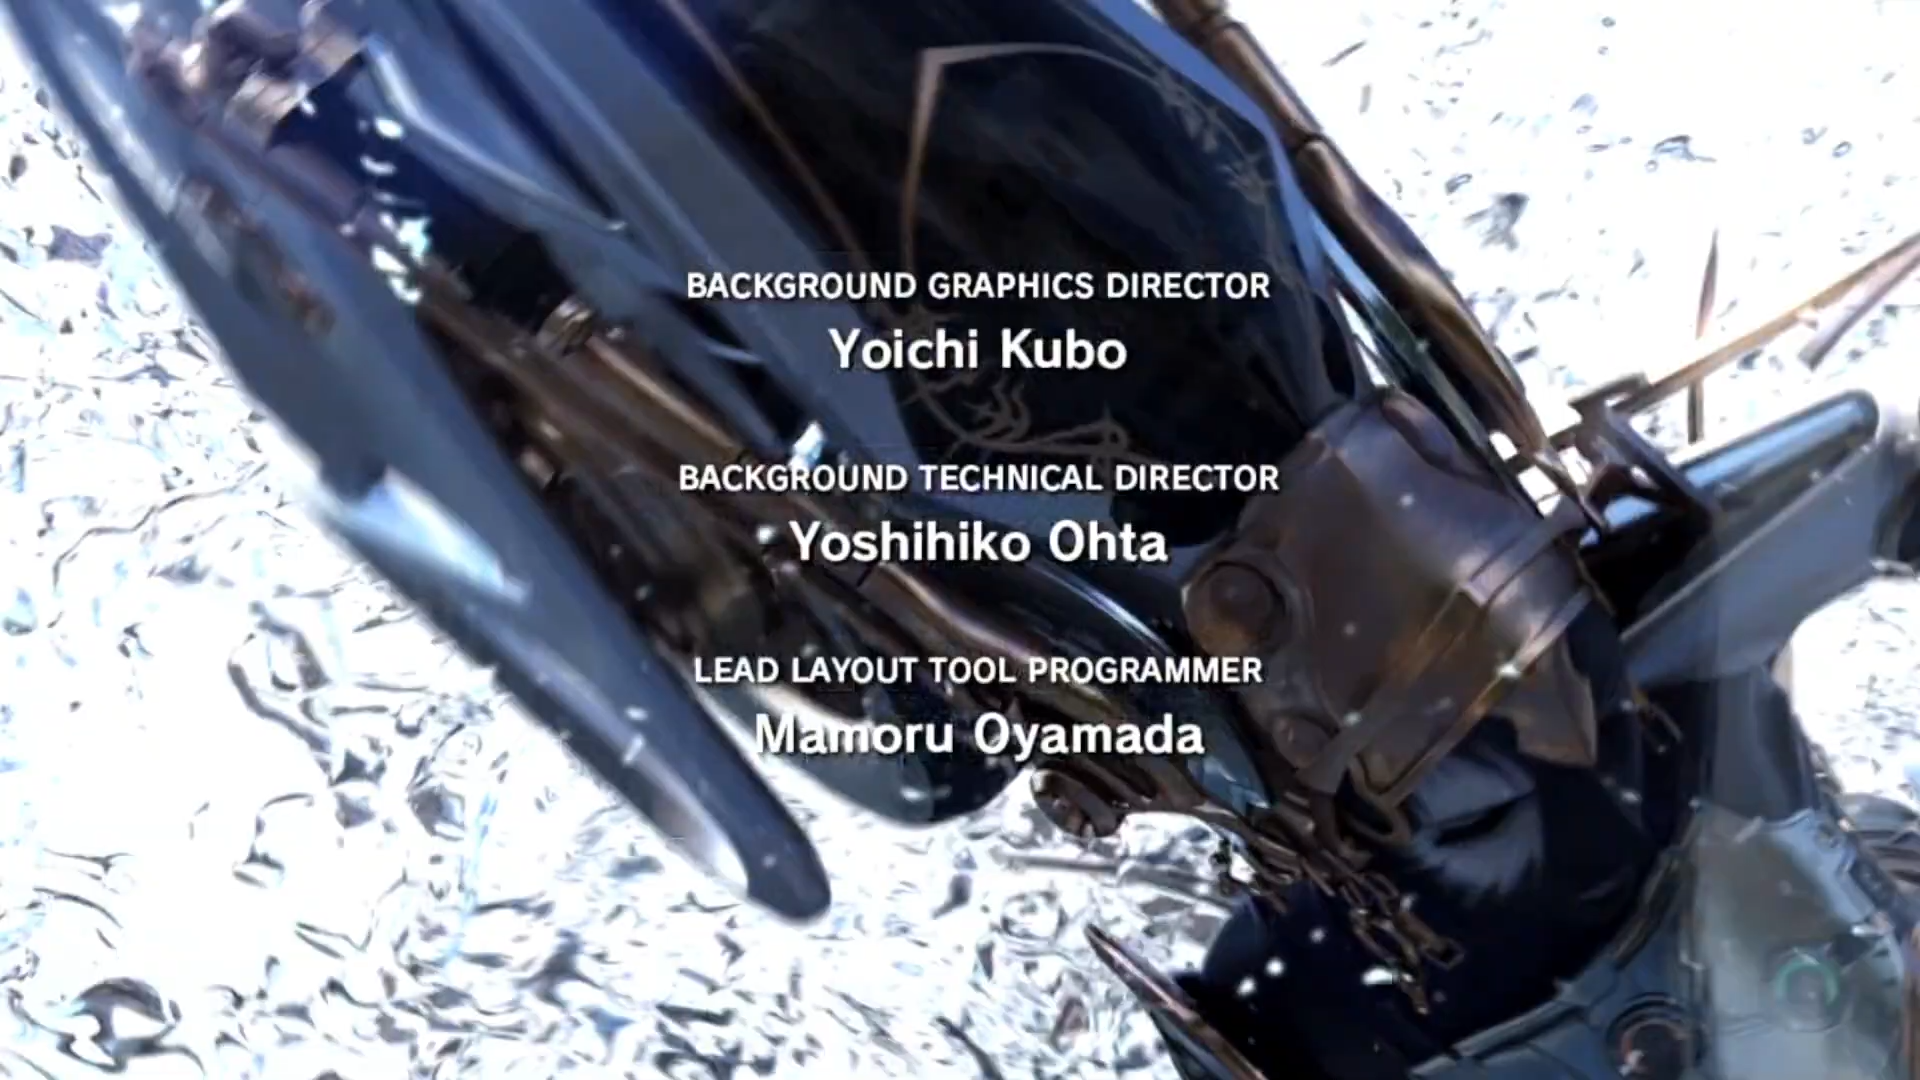 BACKGROUND GRAPHICS DIRECTOR
Yoichi Kubo
BACKGROUND TECHNICAL DIRECTOR
Yoshihiko Ohta
LEAD LAYOUT TOOL PROGRAMMER
Mamoru Oyamada